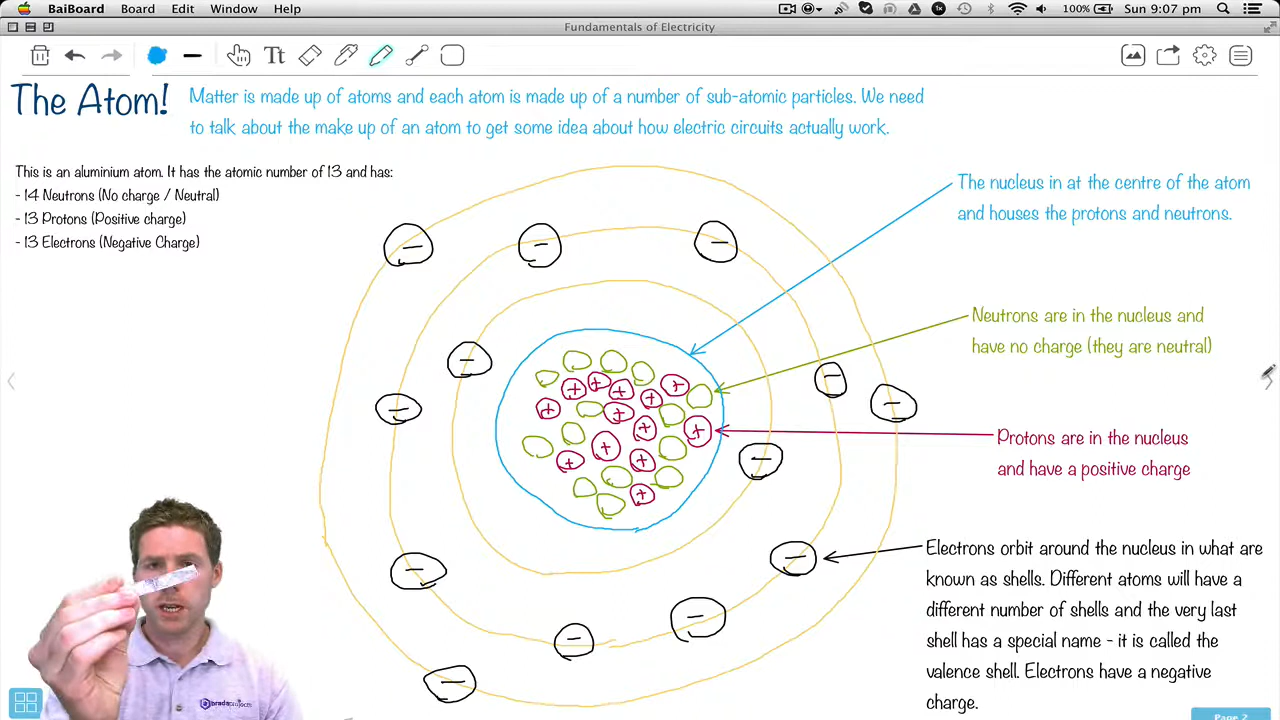 BaiBoard Board Edit Window Help
100% Sun 9:07 pm
Fundamentals of Electricity
Tt
The Atom!
Matter is made up of atoms and each atom is made up of a number of sub-atomic particles. We need
to talk about the make up of an atom to get some idea about how electric circuits actually work.
This is an aluminium atom. It has the atomic number of 13 and has:
- 14 Neutrons (No charge / Neutral)
- 13 Protons (Positive charge)
- 13 Electrons (Negative Charge)
The nucleus in at the centre of the atom
and houses the protons and neutrons.
Neutrons are in the nucleus and
have no charge (they are neutral)
Protons are in the nucleus
and have a positive charge
Electrons orbit around the nucleus in what are
known as shells. Different atoms will have a
different number of shells and the very last
shell has a special name - it is called the
valence shell. Electrons have a negative
charge.
bradaprojects
Page 2